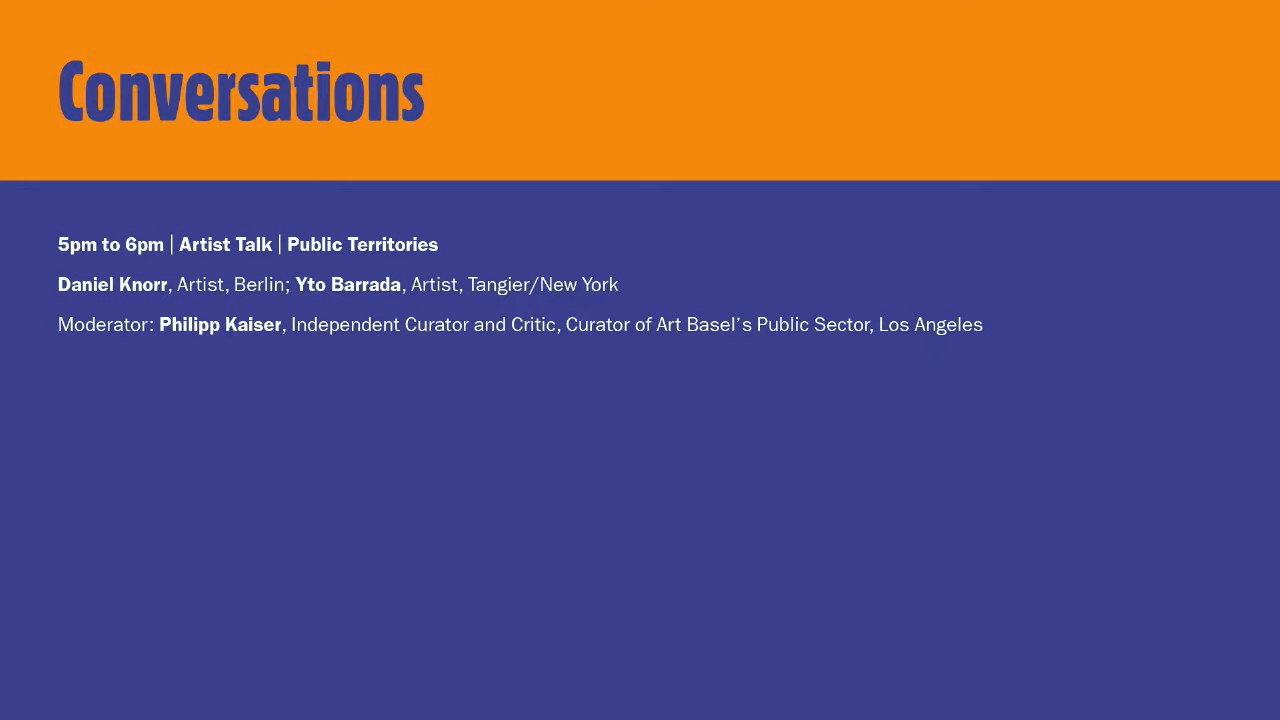 Conversations
5pm to 6pm | Artist Talk | Public Territories
Daniel Knorr, Artist, Berlin; Yto Barrada, Artist, Tangier/New York
Moderator: Philipp Kaiser, Independent Curator and Critic, Curator of Art Basel’s Public Sector, Los Angeles